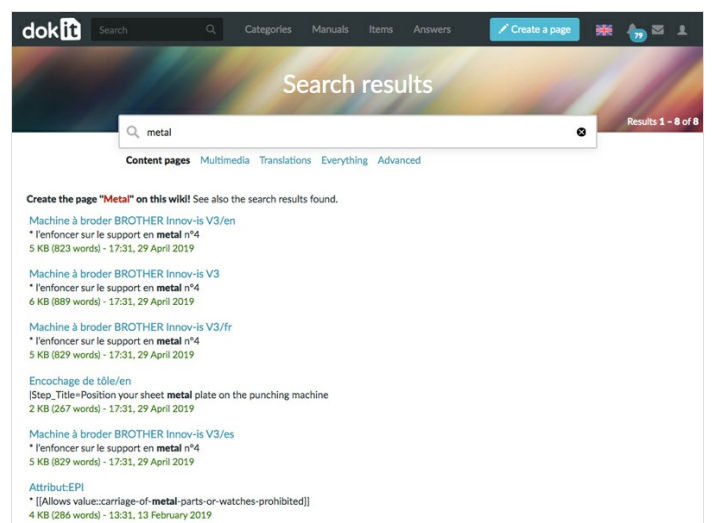 dokit
Search
Categories Manuals Items Answers
Create a page
79
Search results
Results 1 – 8 of 8
metal
Content pages Multimedia Translations Everything Advanced
Create the page "Metal" on this wiki! See also the search results found.
Machine à broder BROTHER Innov-is V3/en
* l'enfoncer sur le support en metal n°4
5 KB (823 words) - 17:31, 29 April 2019
Machine à broder BROTHER Innov-is V3
* l'enfoncer sur le support en metal n°4
6 KB (889 words) - 17:31, 29 April 2019
Machine à broder BROTHER Innov-is V3/fr
* l'enfoncer sur le support en metal n°4
5 KB (829 words) - 17:31, 29 April 2019
Encochage de tôle/en
|Step_Title=Position your sheet metal plate on the punching machine
2 KB (267 words) - 17:31, 29 April 2019
Machine à broder BROTHER Innov-is V3/es
* l'enfoncer sur le support en metal n°4
5 KB (829 words) - 17:31, 29 April 2019
Attribut:EPI
* [[Allows value::carriage-of-metal-parts-or-watches-prohibited]]
4 KB (286 words) - 13:31, 13 February 2019